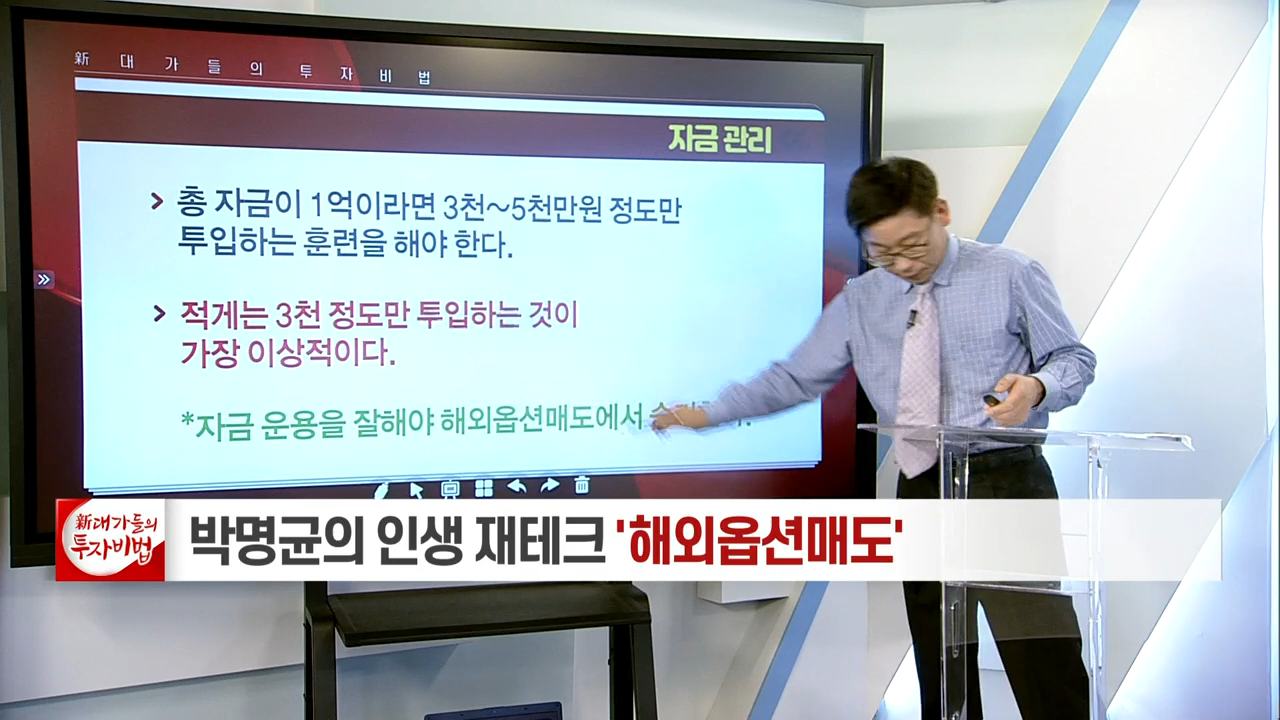 新 대가들의 투자비법
자금 관리
총 자금이 1억이라면 3천~5천만원 정도만
투입하는 훈련을 해야 한다.
적게는 3천 정도만 투입하는 것이
가장 이상적이다.
*자금 운용을 잘해야 해외옵션매도에서
新대가들의
투자비법
박명균의 인생 재테크 '해외옵션매도'